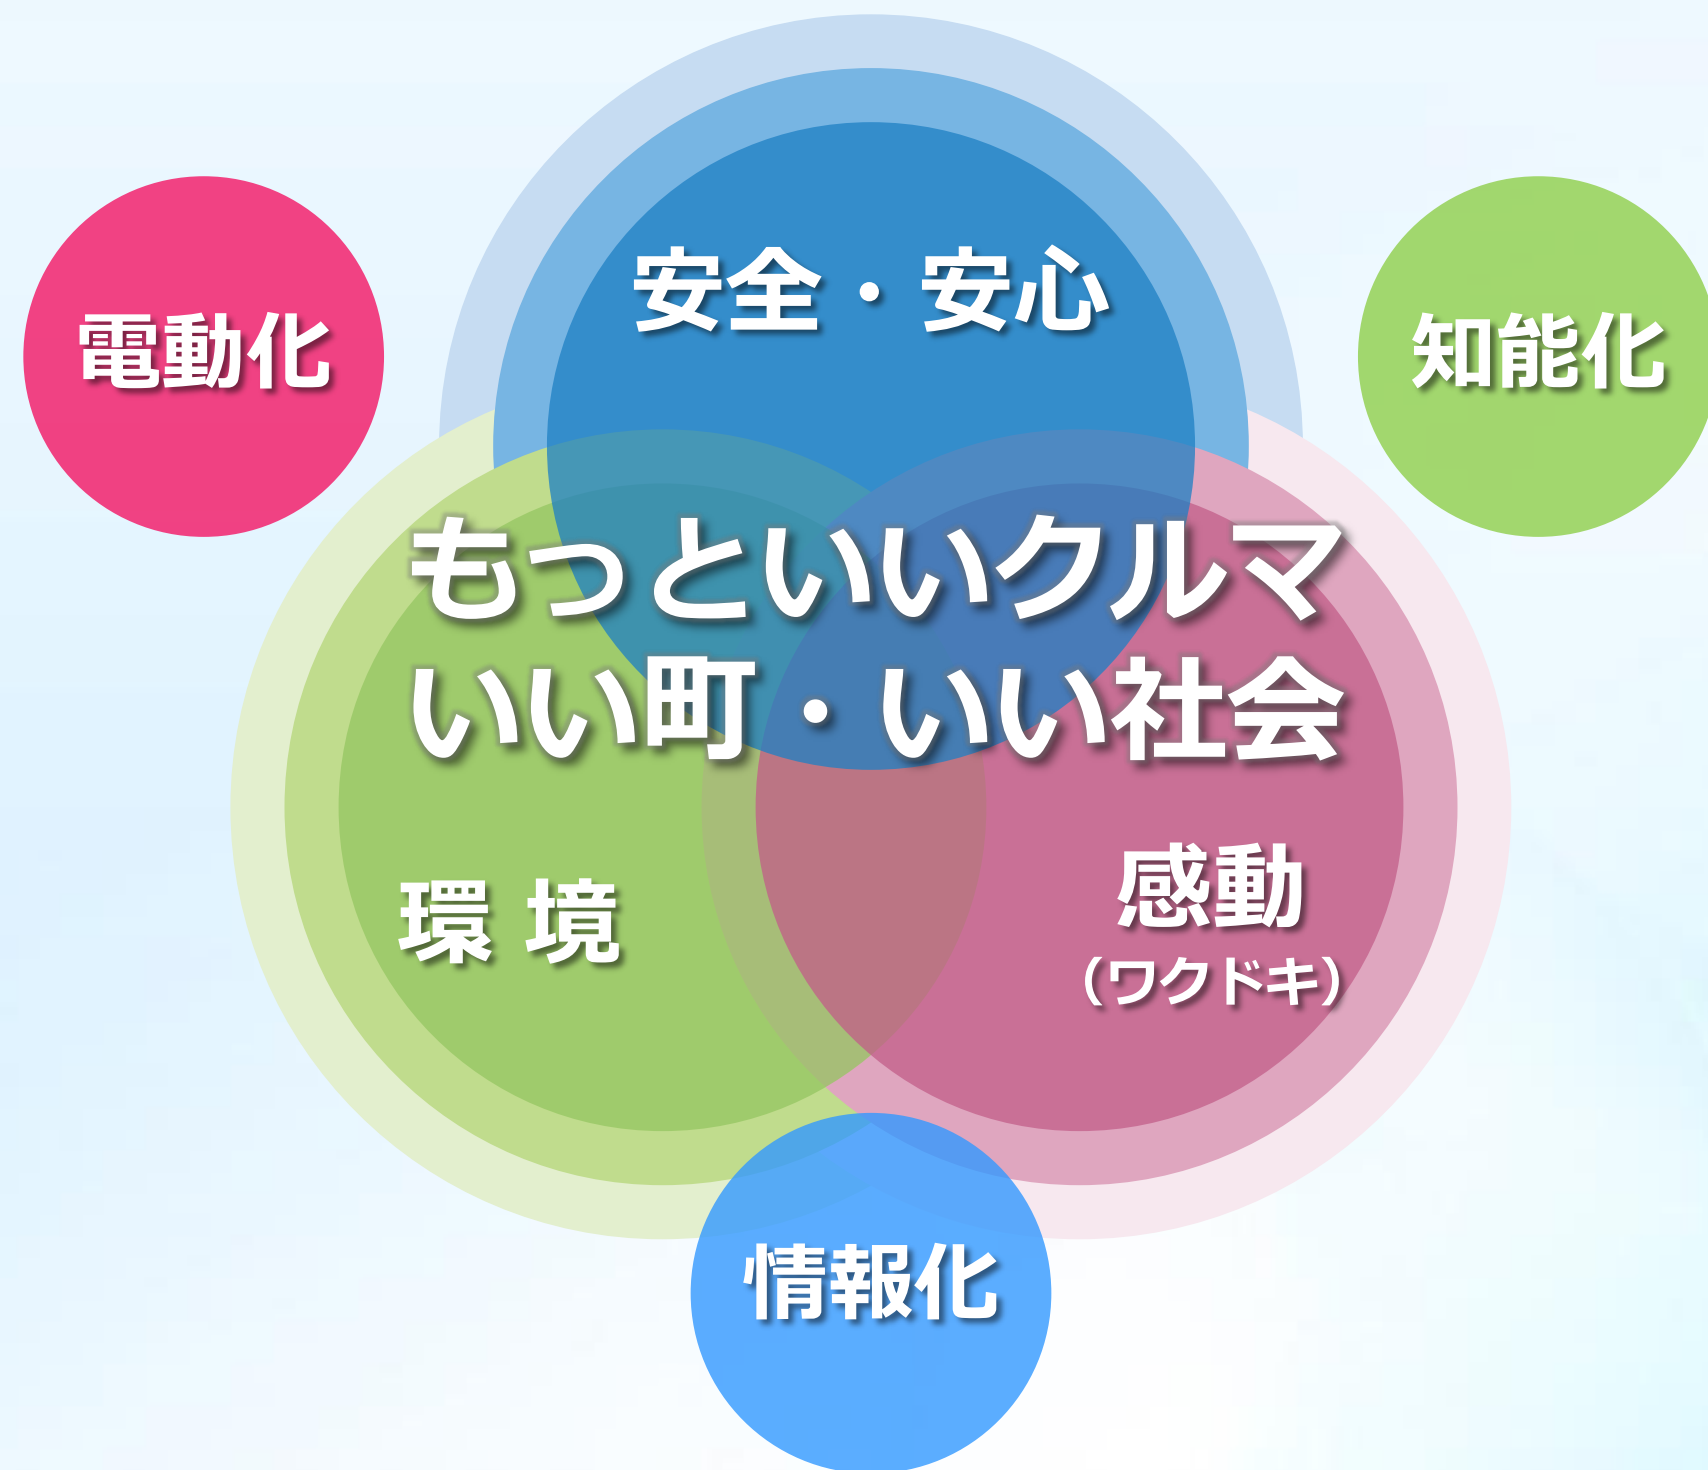 安全・安心
電動化
知能化
もっといいクルマ
いい町・いい社会
環 境
感動
（ワクドキ）
情報化